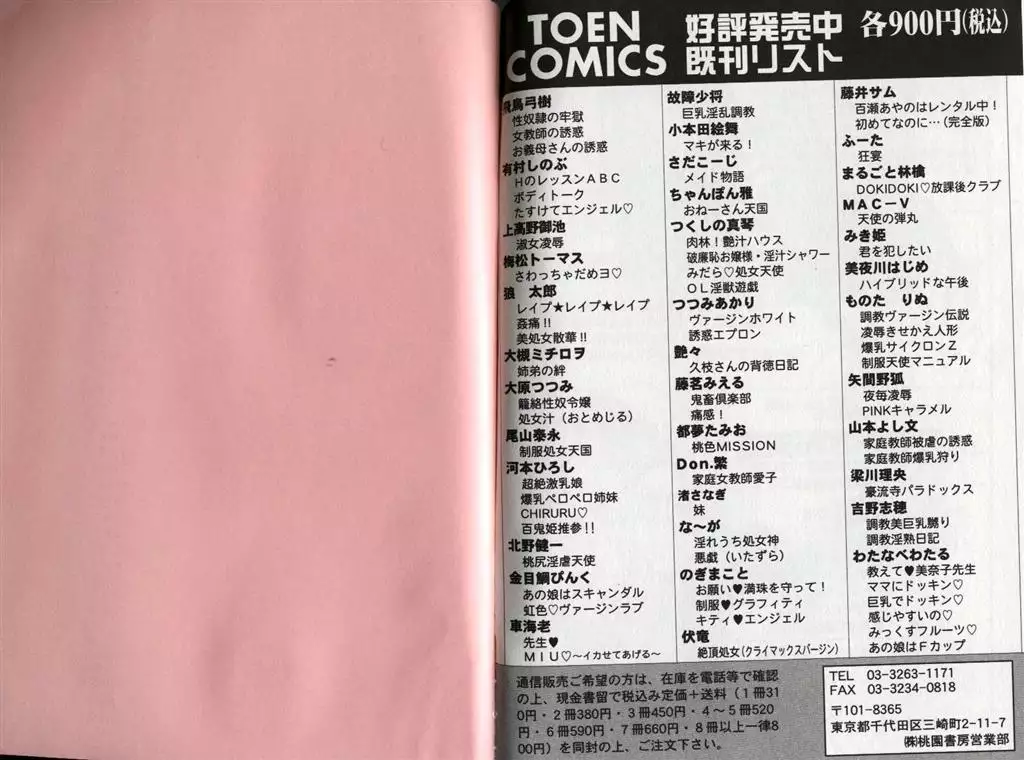 TOEN COMICS
好評発売中
既刊リスト
各900円(税込)
飛鳥弓樹
性奴隷の牢獄
女教師の誘惑
お義母さんの誘惑
有村しのぶ
HのレッスンABC
ボディトーク
たすけてエンジェル♡
上高野御池
淑女凌辱
梅松トーマス
さわっちゃだめヨ♡
狼　太郎
レイプ★レイプ★レイプ
姦痛!!
美処女散華!!
大槻ミチロヲ
姉弟の絆
大原つつみ
籠絡性奴令嬢
処女汁（おとめじる）
尾山泰永
制服処女天国
河本ひろし
超絶激乳娘
爆乳ペロペロ姉妹
CHIRURU♡
百鬼姫推参!!
北野健一
桃尻淫虐天使
金目鯛ぴんく
あの娘はスキャンダル
虹色♡ヴァージンラブ
車海老
先生♥
MIU♡〜イカせてあげる〜
故障少将
巨乳淫乱調教
小本田絵舞
マキが来る！
さだこーじ
メイド物語
ちゃんぽん雅
おねーさん天国
つくしの真琴
肉林！艶汁ハウス
破廉恥お嬢様・淫汁シャワー
みだら♡処女天使
OL淫獣遊戯
つつみあかり
ヴァージンホワイト
誘惑エプロン
艶々
久枝さんの背徳日記
藤茗みえる
鬼畜倶楽部
痛感！
都夢たみお
桃色MISSION
Don.繁
家庭女教師愛子
渚さなぎ
妹
な〜が
淫れうち処女神
悪戯（いたずら）
のぎまこと
お願い♥満珠を守って！
制服♥グラフィティ
キティ♥エンジェル
伏竜
絶頂処女(クライマックスバージン)
藤井サム
百瀬あやのはレンタル中！
初めてなのに…(完全版)
ふーた
狂宴
まるごと林檎
DOKIDOKI♡放課後クラブ
MAC－V
天使の弾丸
みき姫
君を犯したい
美夜川はじめ
ハイブリッドな午後
ものた　りぬ
調教ヴァージン伝説
凌辱きせかえ人形
爆乳サイクロンZ
制服天使マニュアル
矢間野狐
夜毎凌辱
PINKキャラメル
山本よし文
家庭教師被虐の誘惑
家庭教師爆乳狩り
梁川理央
豪流寺パラドックス
吉野志穂
調教美巨乳嬲り
調教淫熟日記
わたなべわたる
教えて♥美奈子先生
ママにドッキン♡
巨乳でドッキン♡
感じやすいの♡
みっくすフルーツ♡
あの娘はFカップ
通信販売ご希望の方は、在庫を電話等で確認
の上、現金書留で税込み定価＋送料（1冊31
0円・2冊380円・3冊450円・4〜5冊520
円・6冊590円・7冊660円・8冊以上一律8
00円）を同封の上、ご注文下さい。
TEL 03-3263-1171
FAX 03-3234-0818
〒101-8365
東京都千代田区三崎町2-11-7
㈱桃園書房営業部